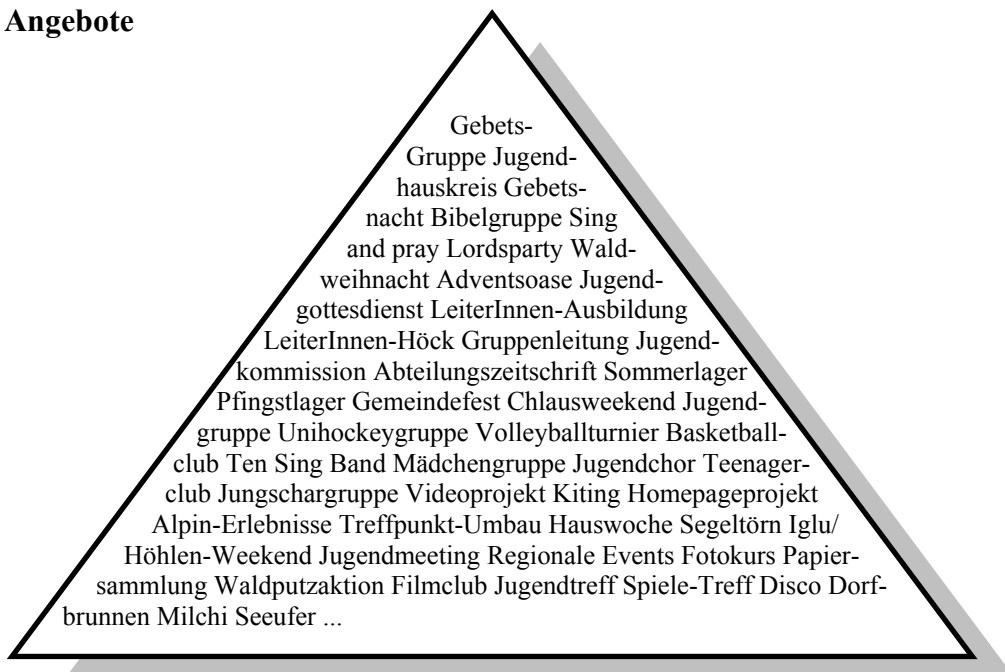 Angebote
Gebets-
Gruppe Jugend-
hauskreis Gebets-
nacht Bibelgruppe Sing
and pray Lordsparty Wald-
weihnacht Adventsoase Jugend-
gottesdienst LeiterInnen-Ausbildung
LeiterInnen-Höck Gruppenleitung Jugend-
kommission Abteilungszeitschrift Sommerlager
Pfingstlager Gemeindefest Chlausweekend Jugend-
gruppe Unihockeygruppe Volleyballturnier Basketball-
club Ten Sing Band Mädchengruppe Jugendchor Teenager-
club Jungschargruppe Videoprojekt Kiting Homepageprojekt
Alpin-Erlebnisse Treffpunkt-Umbau Hauswoche Segeltörn Iglu/
Höhlen-Weekend Jugendmeeting Regionale Events Fotokurs Papier-
sammlung Waldputzaktion Filmclub Jugendtreff Spiele-Treff Disco Dorf-
brunnen Milchi Seeufer ...